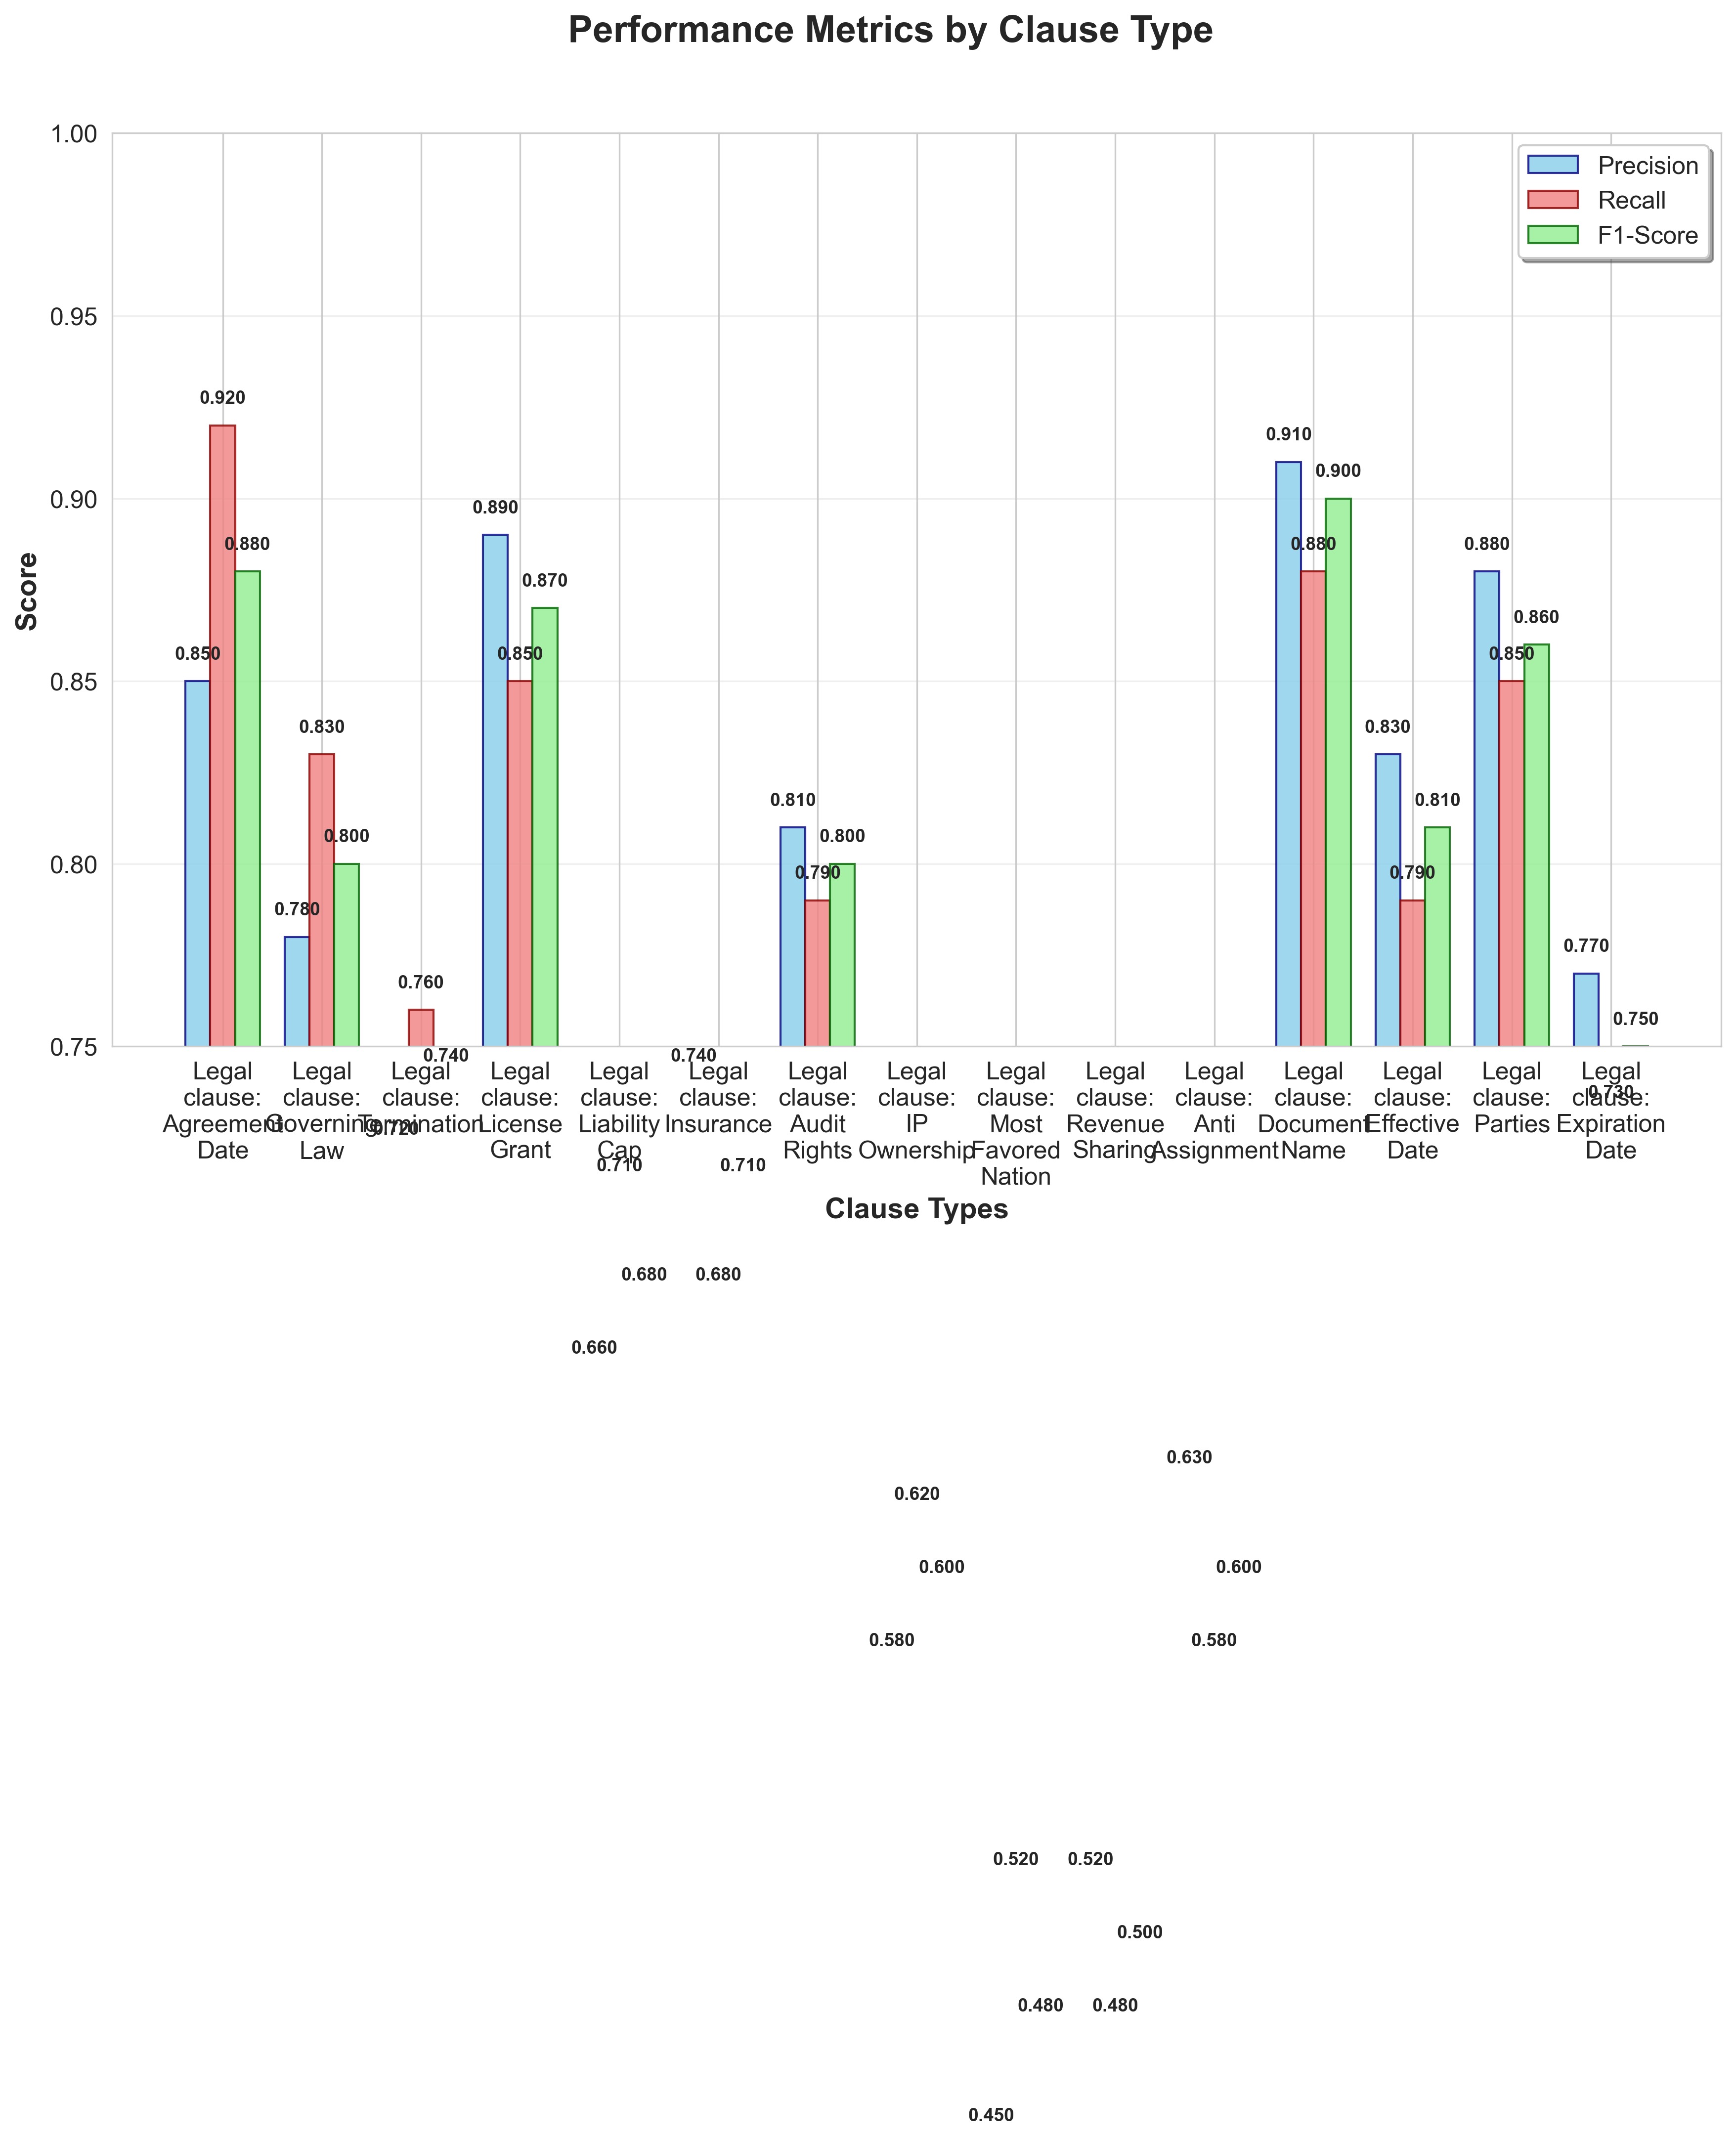 Performance Metrics by Clause Type
1.00
Precision
Recall
F1-Score
0.95
0.920
0.910
0.900
0.90
0.890
0.880
0.880
0.880
0.870
0.860
0.850
0.850
0.850
0.85
0.830
0.830
0.810
0.810
0.800
0.800
0.80
0.790
0.790
0.780
0.770
0.760
0.750
0.75
0.740
0.740
Score
Legal
clause:
Agreement
Date
Legal
clause:
Governing
Law
Legal
clause:
Termination
Legal
clause:
License
Grant
Legal
clause:
Liability
Cap
Legal
clause:
Insurance
Legal
clause:
Audit
Rights
Legal
clause:
IP
Ownership
Legal
clause:
Most
Favored
Nation
Legal
clause:
Revenue
Sharing
Legal
clause:
Anti
Assignment
Legal
clause:
Document
Name
Legal
clause:
Effective
Date
Legal
clause:
Parties
Legal
clause:
Expiration
Date
0.730
0.720
0.710
0.710
Clause Types
0.680
0.680
0.660
0.630
0.620
0.600
0.600
0.580
0.580
0.520
0.520
0.500
0.480
0.480
0.450